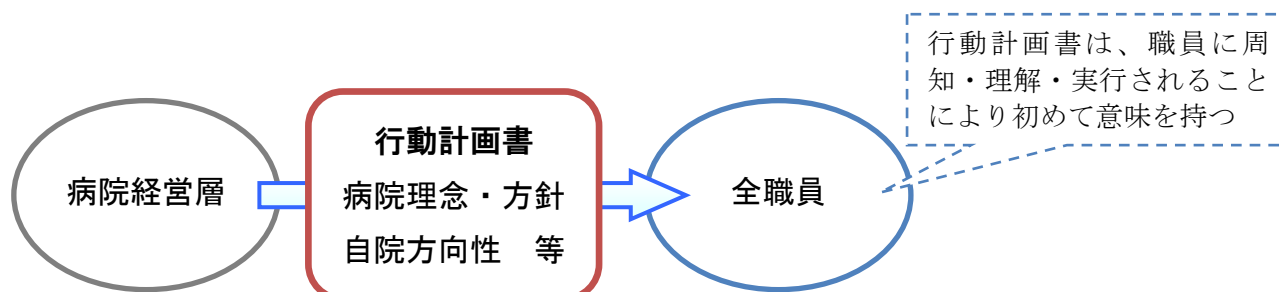 行動計画書は、職員に周
知・理解・実行されること
により初めて意味を持つ
病院経営層
行動計画書
病院理念・方針
自院方向性　等
全職員